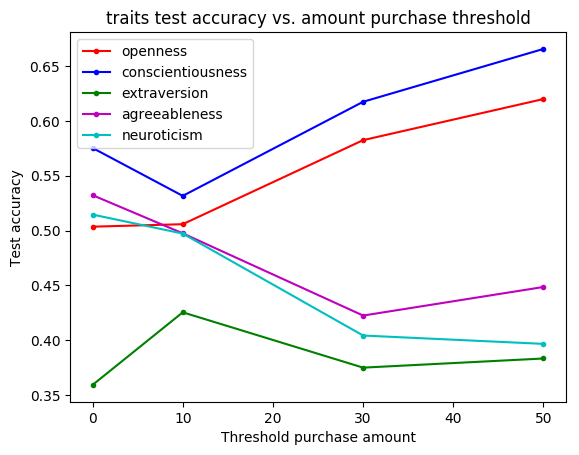 traits test accuracy vs. amount purchase threshold
openness
conscientiousness
extraversion
agreeableness
neuroticism
Test accuracy
0.65
0.60
0.55
0.50
0.45
0.40
0.35
0
10
20
30
40
50
Threshold purchase amount